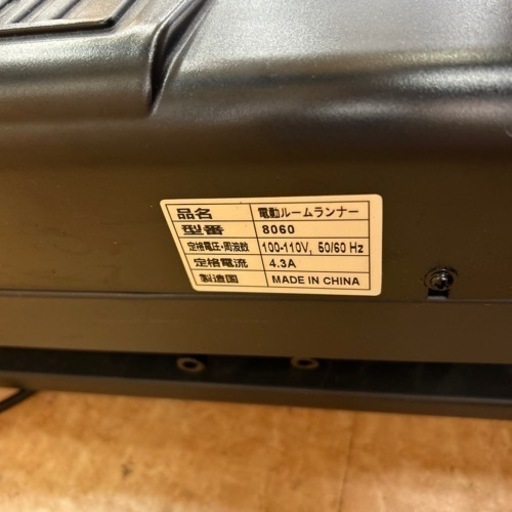 品名 電動ルームランナー
型番 8060
定格電圧・周波数 100-110V, 50/60 Hz
定格電流 4.3A
製造国 MADE IN CHINA